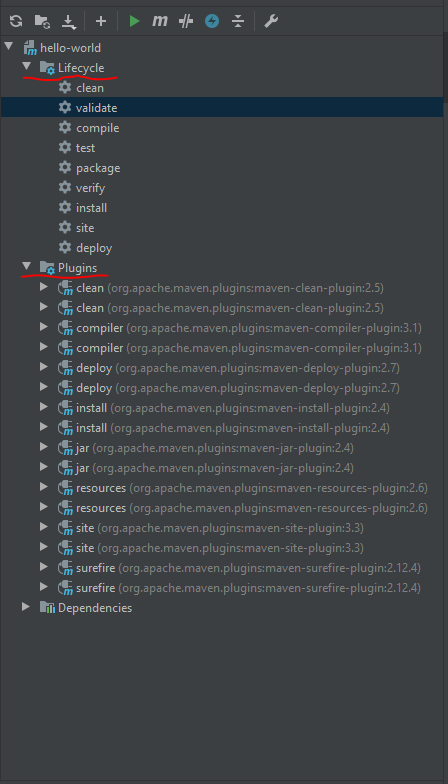 hello-world
Lifecycle
clean
validate
compile
test
package
verify
install
site
deploy
Plugins
clean (org.apache.maven.plugins:maven-clean-plugin:2.5)
clean (org.apache.maven.plugins:maven-clean-plugin:2.5)
compiler (org.apache.maven.plugins:maven-compiler-plugin:3.1)
compiler (org.apache.maven.plugins:maven-compiler-plugin:3.1)
deploy (org.apache.maven.plugins:maven-deploy-plugin:2.7)
deploy (org.apache.maven.plugins:maven-deploy-plugin:2.7)
install (org.apache.maven.plugins:maven-install-plugin:2.4)
install (org.apache.maven.plugins:maven-install-plugin:2.4)
jar (org.apache.maven.plugins:maven-jar-plugin:2.4)
jar (org.apache.maven.plugins:maven-jar-plugin:2.4)
resources (org.apache.maven.plugins:maven-resources-plugin:2.6)
resources (org.apache.maven.plugins:maven-resources-plugin:2.6)
site (org.apache.maven.plugins:maven-site-plugin:3.3)
site (org.apache.maven.plugins:maven-site-plugin:3.3)
surefire (org.apache.maven.plugins:maven-surefire-plugin:2.12.4)
surefire (org.apache.maven.plugins:maven-surefire-plugin:2.12.4)
Dependencies